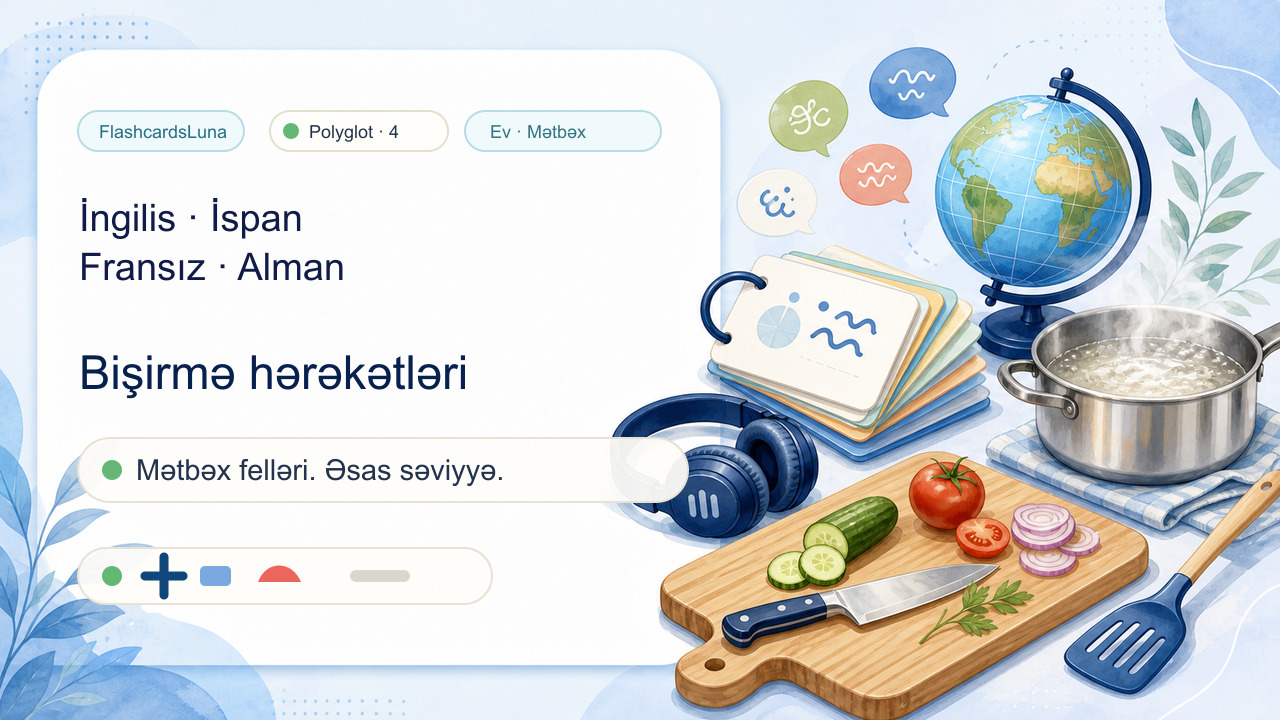 FlashcardsLuna
Polyglot · 4
Ev · Mətbəx
İngilis · İspan
Fransız · Alman
Bişirmə hərəkətləri
Mətbəx felləri. Əsas səviyyə.